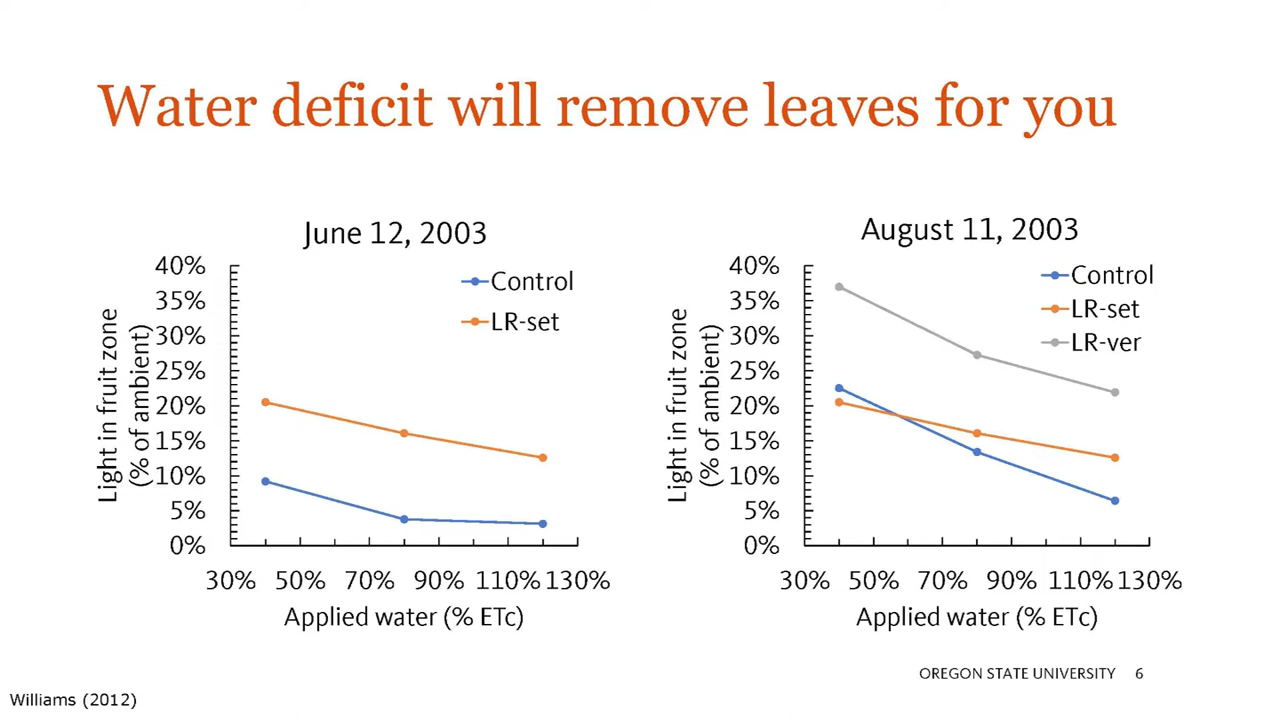 Water deficit will remove leaves for you
June 12, 2003
40%
35%
30%
25%
20%
15%
10%
5%
0%
Light in fruit zone
(% of ambient)
Control
LR-set
30% 50% 70% 90% 110% 130%
Applied water (% ETc)
August 11, 2003
40%
35%
30%
25%
20%
15%
10%
5%
0%
Light in fruit zone
(% of ambient)
Control
LR-set
LR-ver
30% 50% 70% 90% 110% 130%
Applied water (% ETc)
OREGON STATE UNIVERSITY 6
Williams (2012)